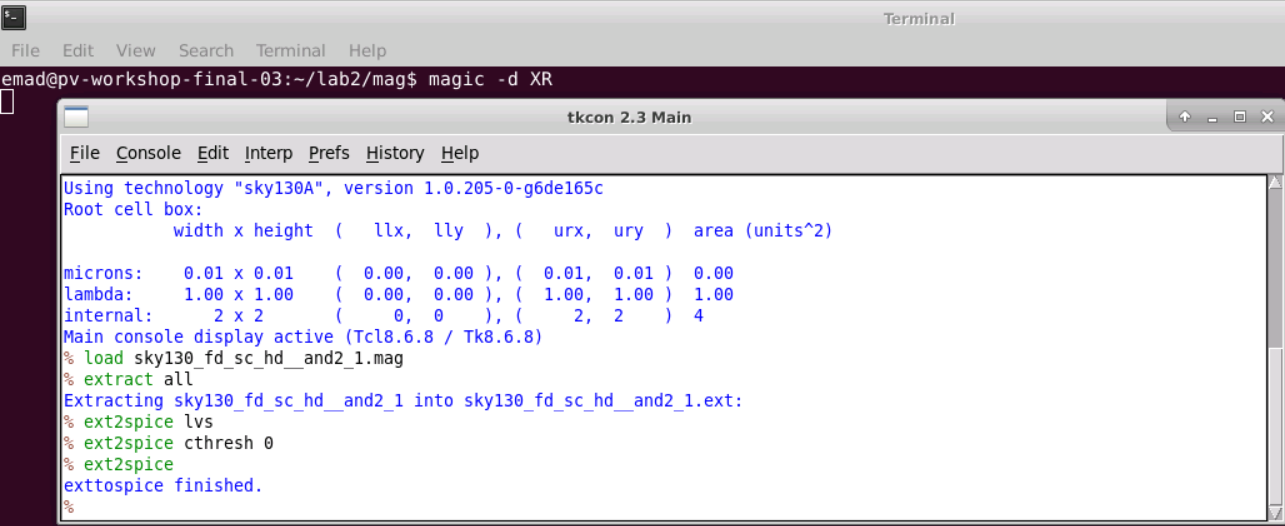 Terminal
File Edit View Search Terminal Help
emad@pv-workshop-final-03:~/lab2/mag$ magic -d XR
tkcon 2.3 Main
File Console Edit Interp Prefs History Help
Using technology "sky130A", version 1.0.205-0-g6de165c
Root cell box:
width x height ( llx, lly ), ( urx, ury ) area (units^2)
microns: 0.01 x 0.01 ( 0.00, 0.00 ), ( 0.01, 0.01 ) 0.00
lambda: 1.00 x 1.00 ( 0.00, 0.00 ), ( 1.00, 1.00 ) 1.00
internal: 2 x 2 ( 0, 0 ), ( 2, 2 ) 4
Main console display active (Tcl8.6.8 / Tk8.6.8)
% load sky130_fd_sc_hd__and2_1.mag
% extract all
Extracting sky130_fd_sc_hd__and2_1 into sky130_fd_sc_hd__and2_1.ext:
% ext2spice lvs
% ext2spice cthresh 0
% ext2spice
exttospice finished.
%